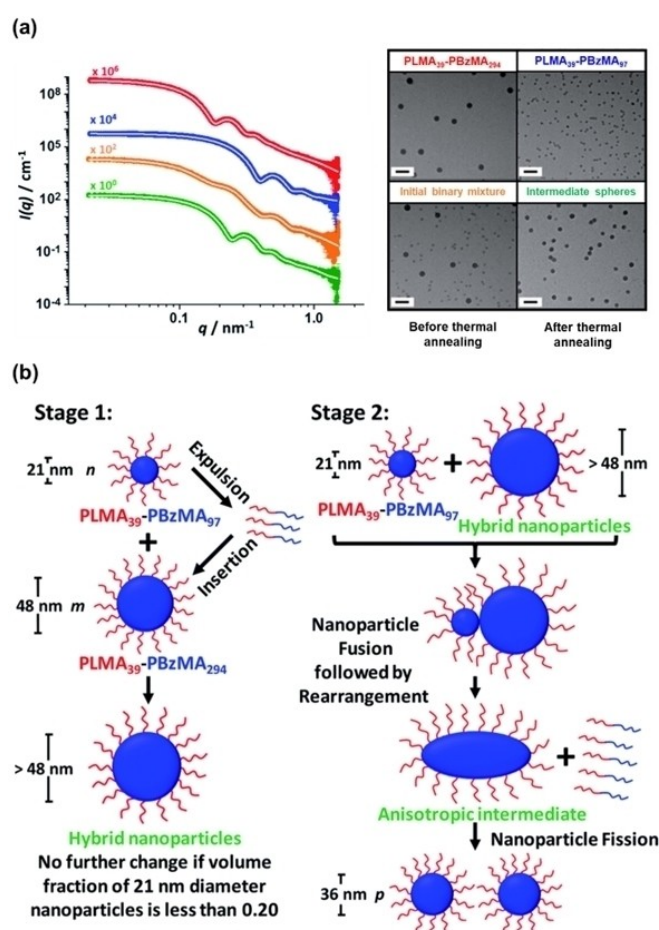 (a)
I(q) / cm⁻¹
10⁸
10⁵
10²
10⁻¹
10⁻⁴
x 10⁶
x 10⁴
x 10²
x 10⁰
0.1
1.0
q / nm⁻¹
PLMA₃₉-PBzMA₂₉₄
PLMA₃₉-PBzMA₉₇
Initial binary mixture
Intermediate spheres
Before thermal
annealing
After thermal
annealing
(b)
Stage 1:
21 nm n
Expulsion
PLMA₃₉-PBzMA₉₇
+
Insertion
48 nm m
PLMA₃₉-PBzMA₂₉₄
> 48 nm
Hybrid nanoparticles
No further change if volume
fraction of 21 nm diameter
nanoparticles is less than 0.20
Stage 2:
21 nm
+
> 48 nm
PLMA₃₉-PBzMA₉₇
Hybrid nanoparticles
Nanoparticle
Fusion
followed by
Rearrangement
+
Anisotropic intermediate
Nanoparticle Fission
36 nm p